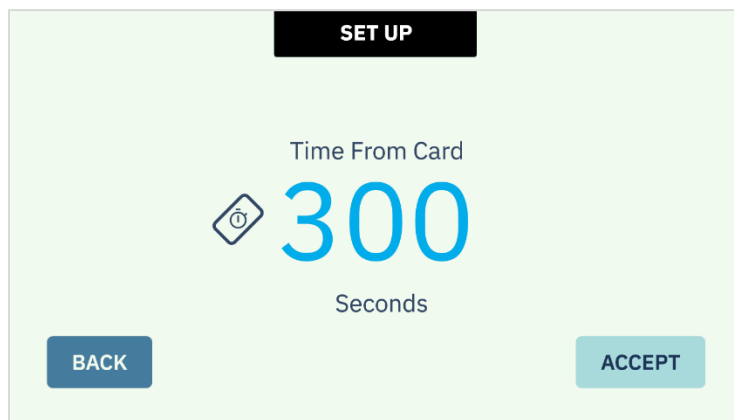 SET UP
Time From Card
300
Seconds
BACK
ACCEPT